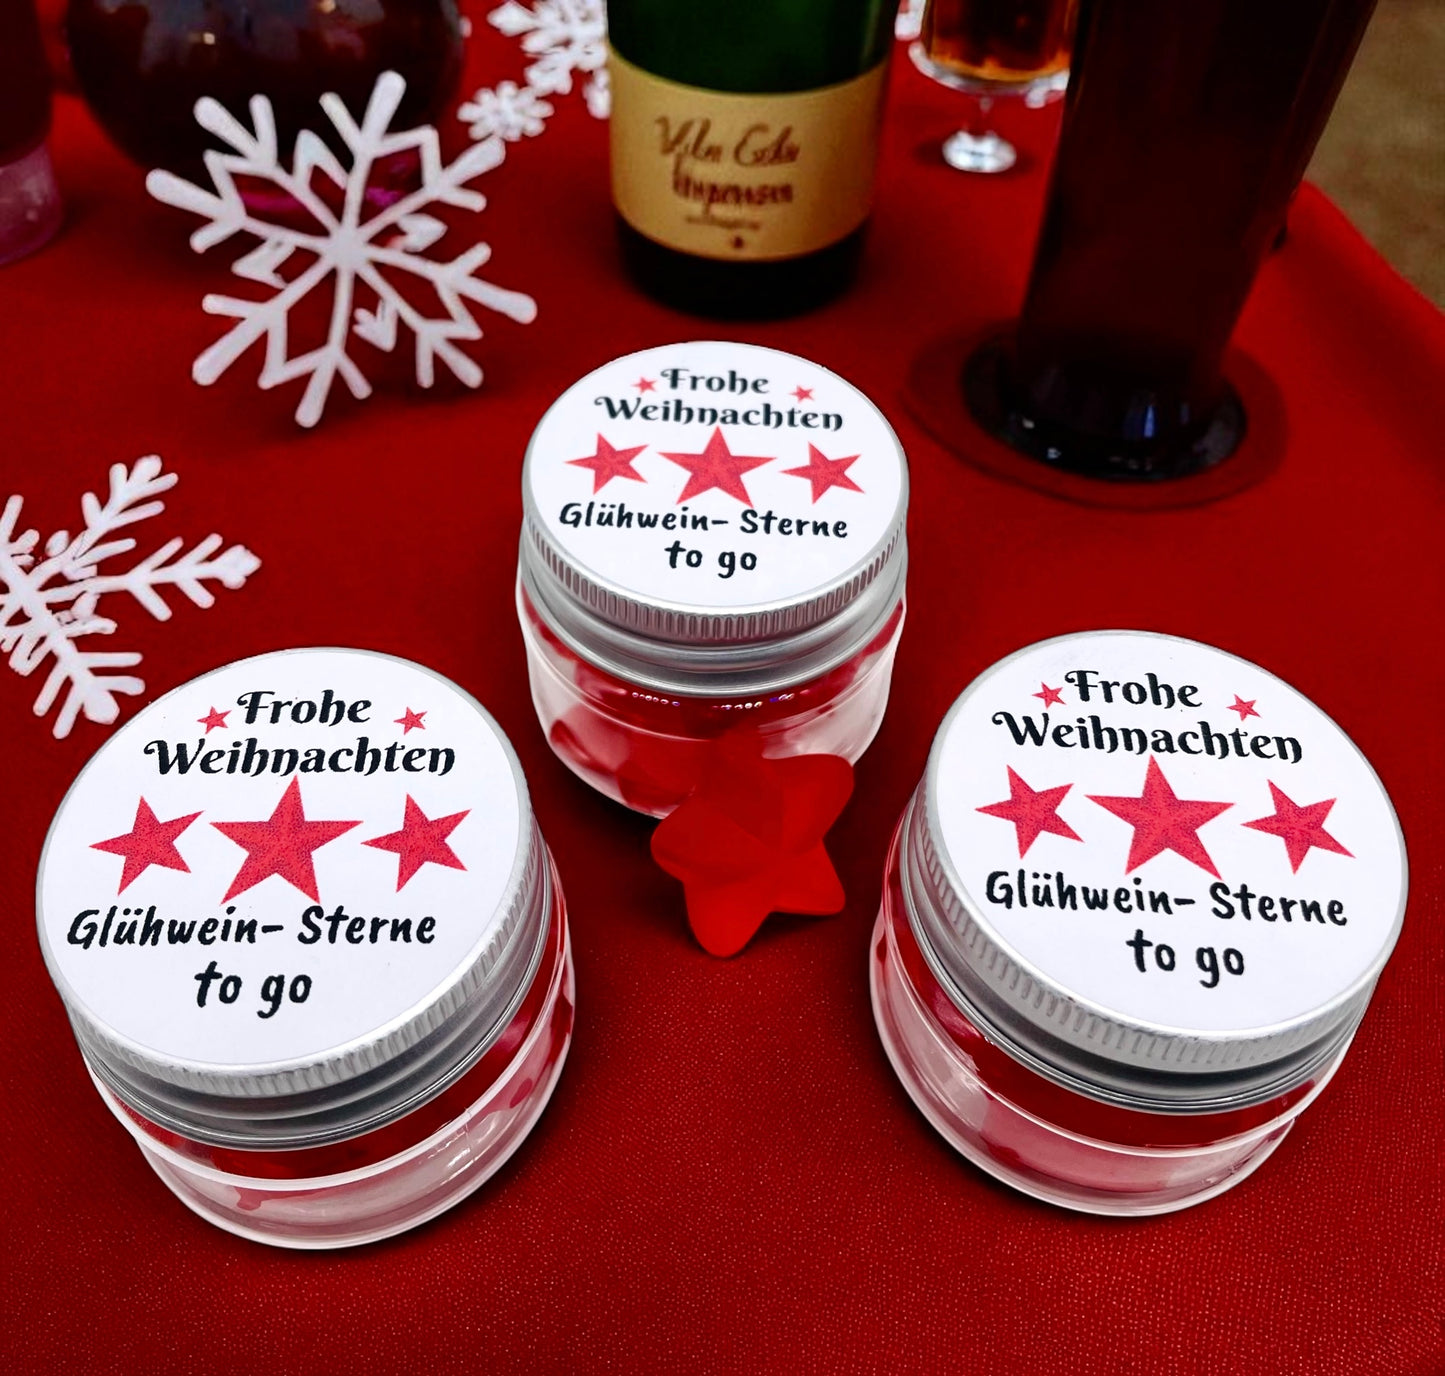 Frohe
Weihnachten
Glühwein- Sterne
to go
Frohe
Weihnachten
Glühwein- Sterne
to go
Frohe
Weihnachten
Glühwein- Sterne
to go